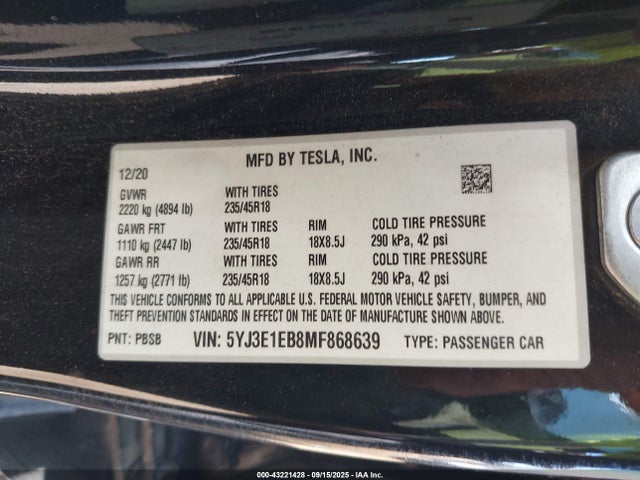 MFD BY TESLA, INC.
12/20
GVWR WITH TIRES
2220 kg (4894 lb) 235/45R18
GAWR FRT WITH TIRES RIM COLD TIRE PRESSURE
1110 kg (2447 lb) 235/45R18 18X8.5J 290 kPa, 42 psi
GAWR RR WITH TIRES RIM COLD TIRE PRESSURE
1257 kg (2771 lb) 235/45R18 18X8.5J 290 kPa, 42 psi
THIS VEHICLE CONFORMS TO ALL APPLICABLE U.S. FEDERAL MOTOR VEHICLE SAFETY, BUMPER, AND
THEFT PREVENTION STANDARDS IN EFFECT ON THE DATE OF MANUFACTURE SHOWN ABOVE.
PNT: PBSB VIN: 5YJ3E1EB8MF868639 TYPE: PASSENGER CAR
000-43221428 - 09/15/2025 - © IAA Inc.